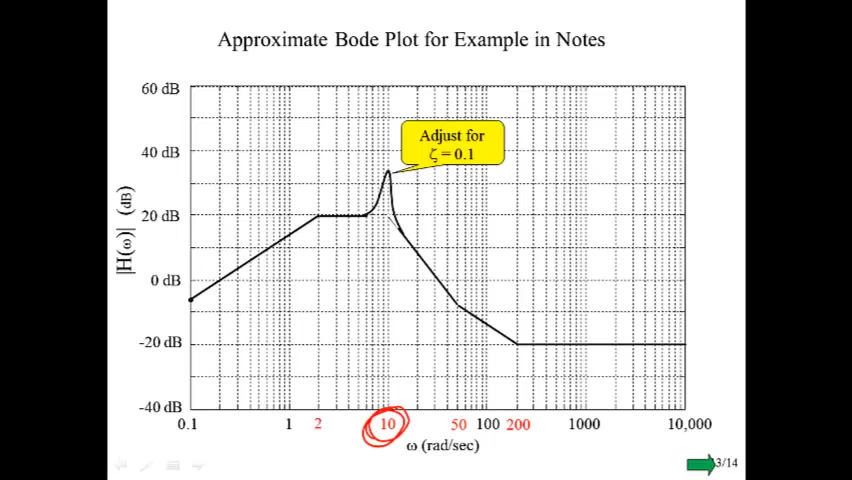 Approximate Bode Plot for Example in Notes
60 dB
40 dB
20 dB
0 dB
-20 dB
-40 dB
|H(ω)| (dB)
Adjust for
ζ = 0.1
0.1 1 2 10 50 100 200 1000 10,000
ω (rad/sec)
13/14